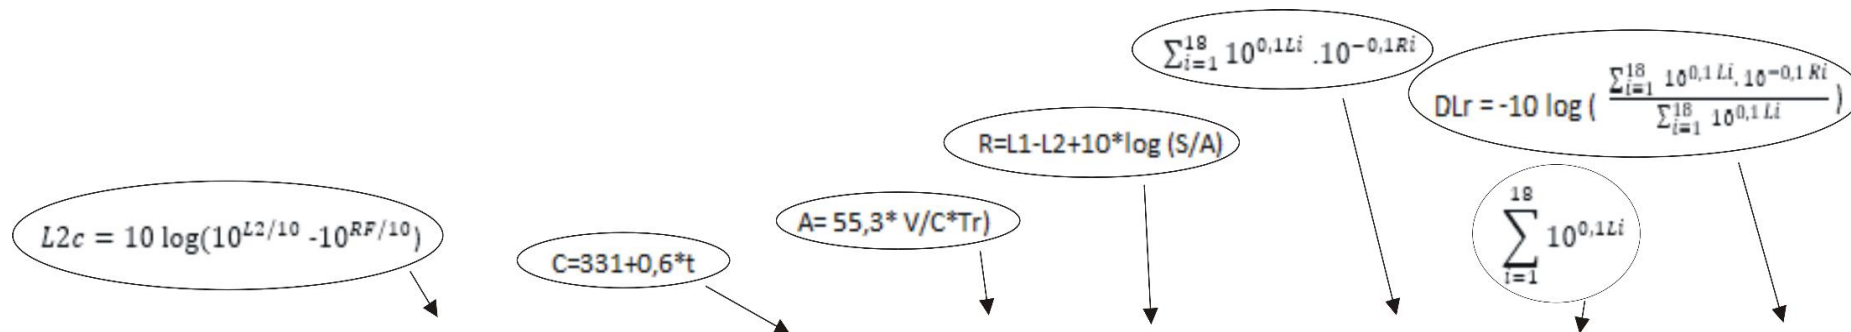 L2c = 10 log(10^{L2/10} -10^{RF/10})
C=331+0,6*t
A= 55,3* V/C*Tr)
R=L1-L2+10*log (S/A)
∑_{i=1}^{18} 10^{0,1Li} .10^{-0,1Ri}
DLr = -10 log ( \frac{∑_{i=1}^{18} 10^{0,1 Li}. 10^{-0,1 Ri}}{∑_{i=1}^{18} 10^{0,1 Li}} )
∑_{i=1}^{18} 10^{0,1Li}